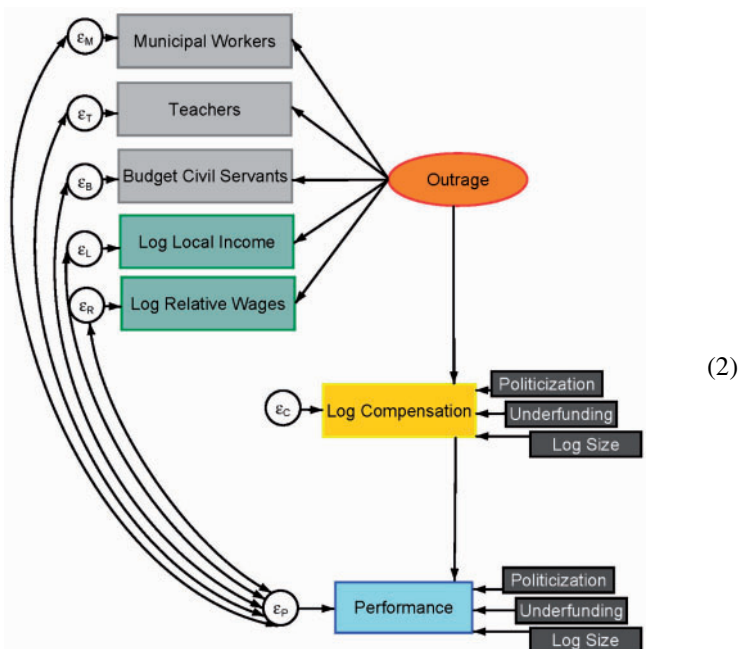 εM
Municipal Workers
εT
Teachers
εB
Budget Civil Servants
Outrage
εL
Log Local Income
εR
Log Relative Wages
(2)
Politicization
εC
Log Compensation
Underfunding
Log Size
Politicization
εP
Performance
Underfunding
Log Size